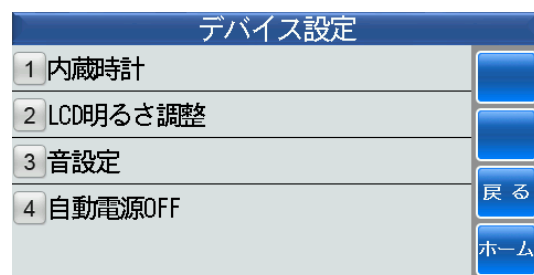 デバイス設定
1 内蔵時計
2 LCD明るさ調整
3 音設定
4 自動電源OFF
戻る
ホーム